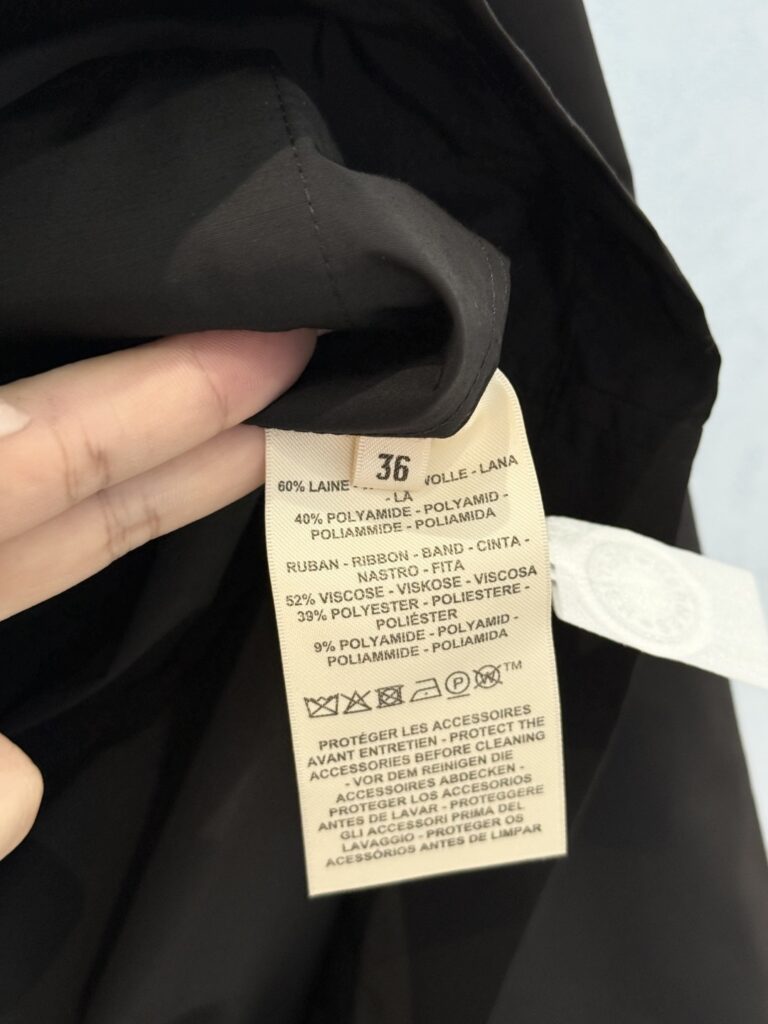 36
60% LAINE - WOLLE - LANA
- LA
40% POLYAMIDE - POLYAMID -
POLIAMMIDE - POLIAMIDA
RUBAN - RIBBON - BAND - CINTA -
NASTRO - FITA
52% VISCOSE - VISKOSE - VISCOSA
39% POLYESTER - POLIESTERE -
POLIÉSTER
9% POLYAMIDE - POLYAMID -
POLIAMMIDE - POLIAMIDA
P W TM
PROTÉGER LES ACCESSOIRES
AVANT ENTRETIEN - PROTECT THE
ACCESSORIES BEFORE CLEANING
- VOR DEM REINIGEN DIE
ACCESSOIRES ABDECKEN -
PROTEGER LOS ACCESORIOS
ANTES DE LAVAR - PROTEGGERE
GLI ACCESSORI PRIMA DEL
LAVAGGIO - PROTEGER OS
ACESSÓRIOS ANTES DE LIMPAR